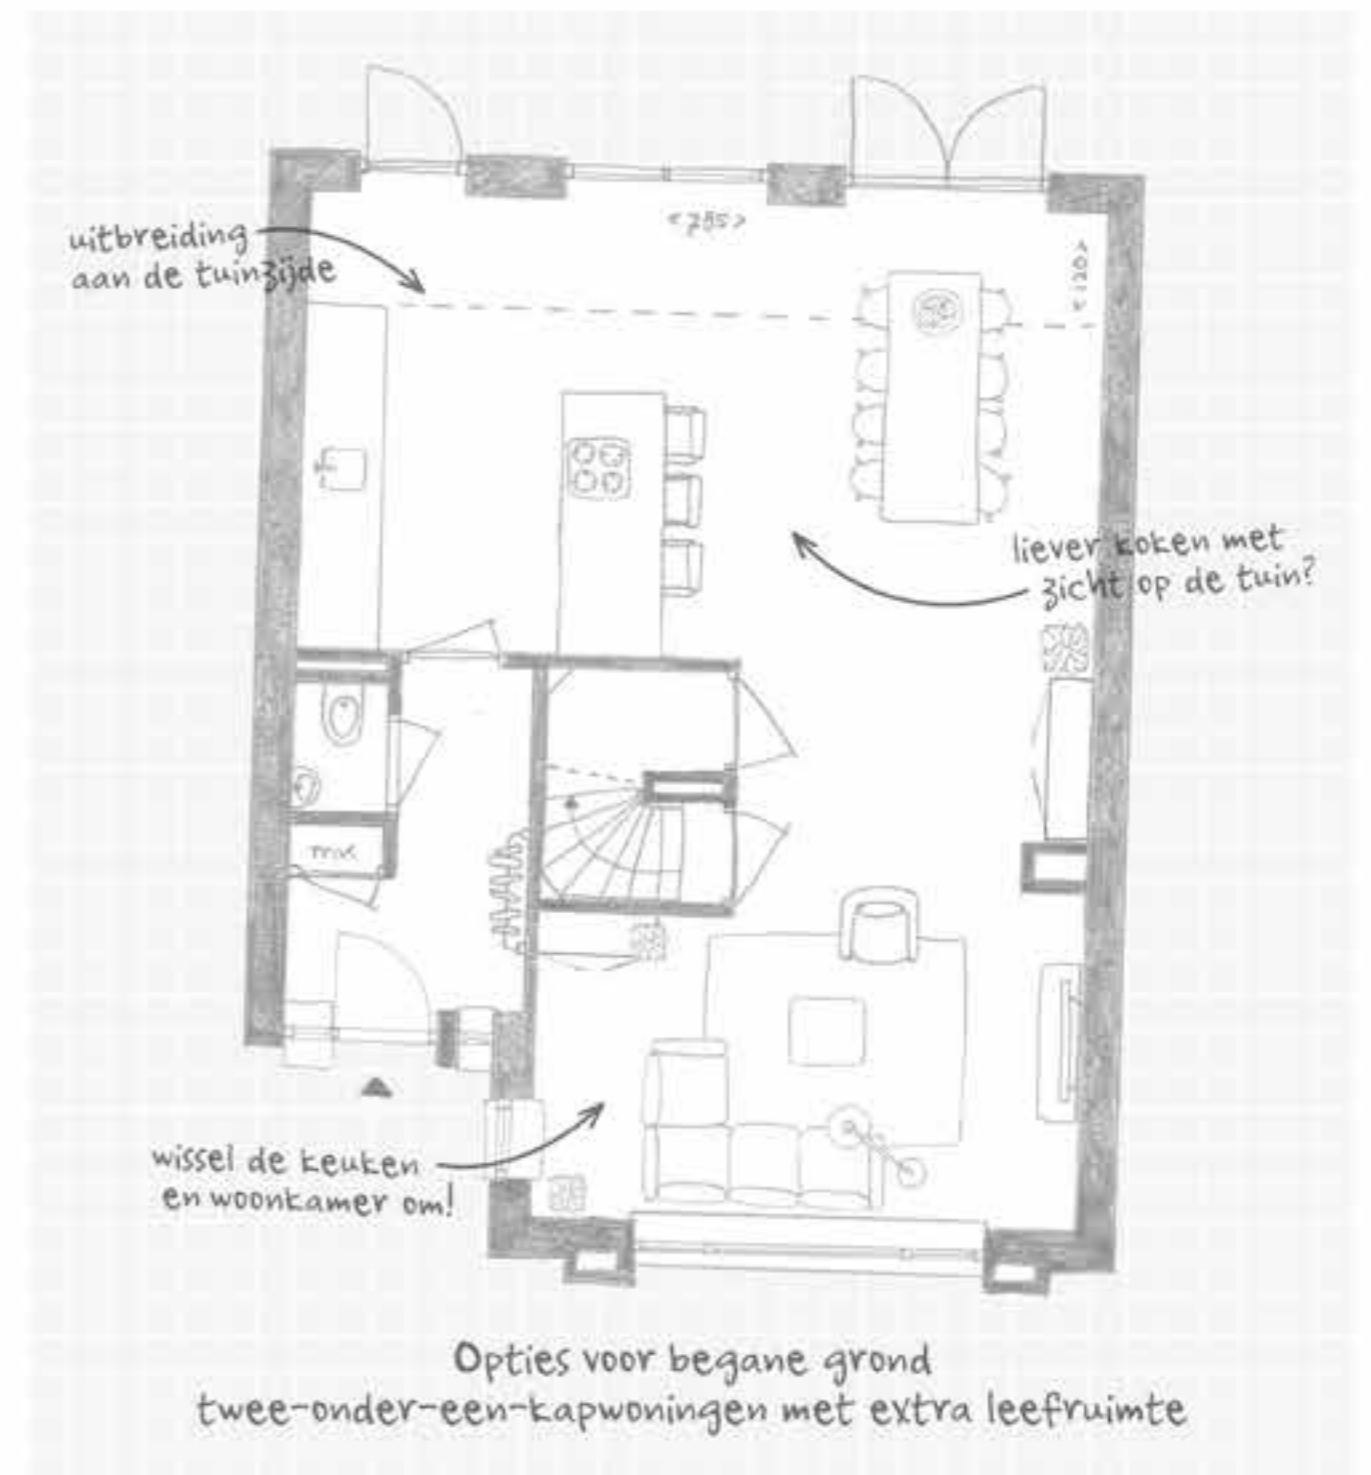 <785>
uitbreiding
aan de tuinzijde
<120>
liever koken met
zicht op de tuin?
mk
wissel de keuken
en woonkamer om!
Opties voor begane grond
twee-onder-een-kapwoningen met extra leefruimte